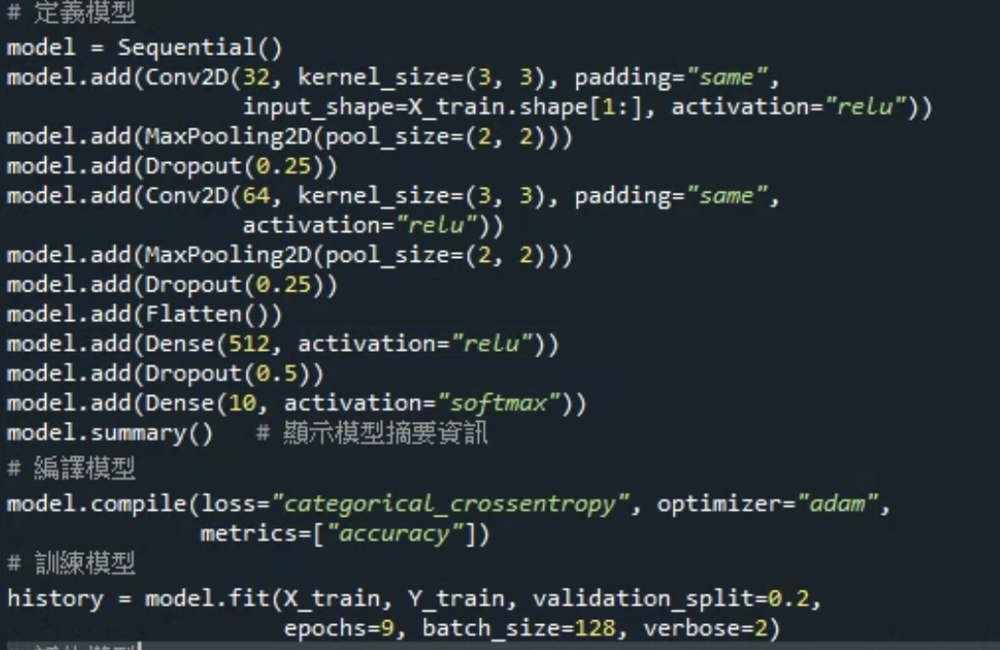 # 定義模型
model = Sequential()
model.add(Conv2D(32, kernel_size=(3, 3), padding="same",
                 input_shape=X_train.shape[1:], activation="relu"))
model.add(MaxPooling2D(pool_size=(2, 2)))
model.add(Dropout(0.25))
model.add(Conv2D(64, kernel_size=(3, 3), padding="same",
                 activation="relu"))
model.add(MaxPooling2D(pool_size=(2, 2)))
model.add(Dropout(0.25))
model.add(Flatten())
model.add(Dense(512, activation="relu"))
model.add(Dropout(0.5))
model.add(Dense(10, activation="softmax"))
model.summary()   # 顯示模型摘要資訊
# 編譯模型
model.compile(loss="categorical_crossentropy", optimizer="adam",
              metrics=["accuracy"])
# 訓練模型
history = model.fit(X_train, Y_train, validation_split=0.2,
                    epochs=9, batch_size=128, verbose=2)